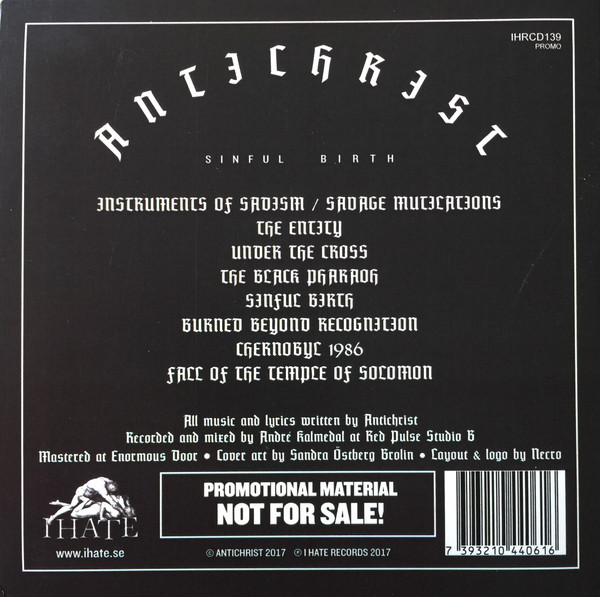 IHRCD139
PROMO
ANTICHRIST
SINFUL BIRTH
INSTRUMENTS OF SADISM / SAVAGE MUTILATIONS
THE ENTITY
UNDER THE CROSS
THE BLACK PHARAOH
SINFUL BIRTH
BURNED BEYOND RECOGNITION
CHERNOBYL 1986
FALL OF THE TEMPLE OF SOLOMON
All music and lyrics written by Antichrist
Recorded and mixed by André Kalmedal at Red Pulse Studio G
Mastered at Enormous Door • Cover art by Sandra Östberg Grolin • Layout & logo by Necro
I HATE
www.ihate.se
PROMOTIONAL MATERIAL
NOT FOR SALE!
© ANTICHRIST 2017 ℗ I HATE RECORDS 2017
7 393210 440616